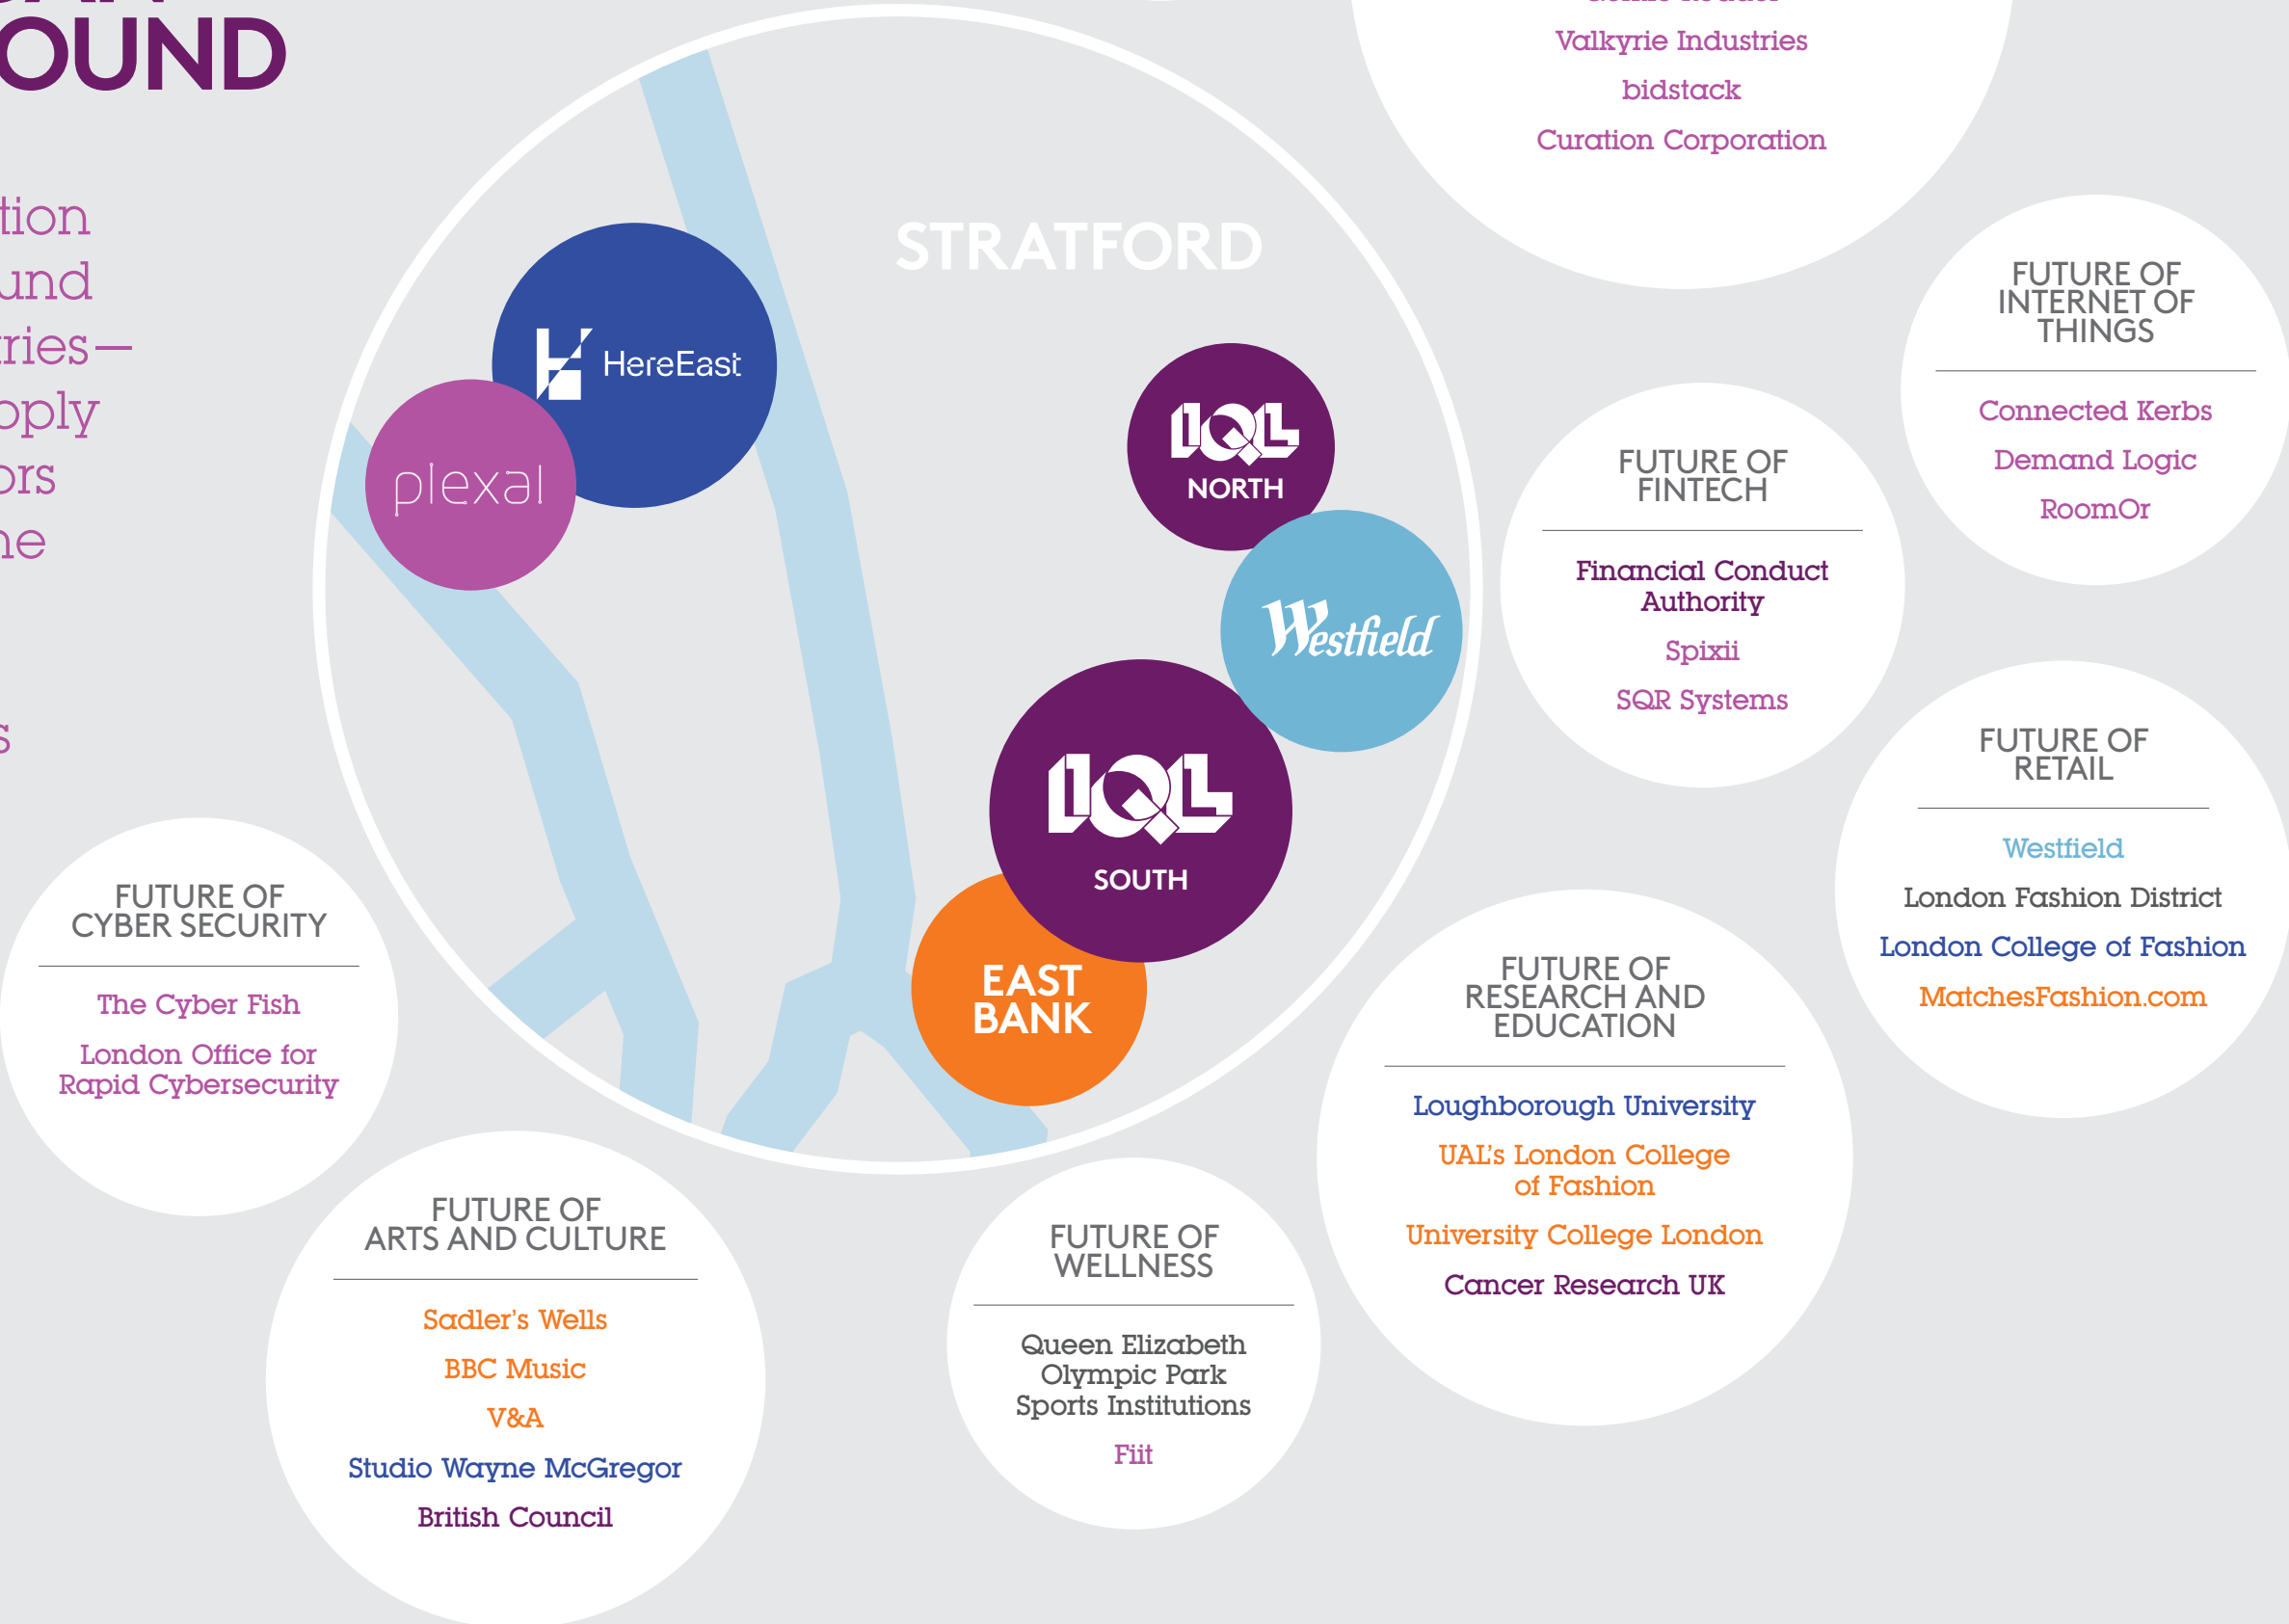 OUND
tion
und
ries—
pply
ors
ne
s
STRATFORD
HereEast
plexal
IQL
NORTH
Westfield
IQL
SOUTH
EAST
BANK
Valkyrie Industries
bidstack
Curation Corporation
FUTURE OF
INTERNET OF
THINGS
Connected Kerbs
Demand Logic
RoomOr
FUTURE OF
FINTECH
Financial Conduct
Authority
Spixii
SQR Systems
FUTURE OF
RETAIL
Westfield
London Fashion District
London College of Fashion
MatchesFashion.com
FUTURE OF
CYBER SECURITY
The Cyber Fish
London Office for
Rapid Cybersecurity
FUTURE OF
RESEARCH AND
EDUCATION
Loughborough University
UAL’s London College
of Fashion
University College London
Cancer Research UK
FUTURE OF
ARTS AND CULTURE
Sadler’s Wells
BBC Music
V&A
Studio Wayne McGregor
British Council
FUTURE OF
WELLNESS
Queen Elizabeth
Olympic Park
Sports Institutions
Fiit